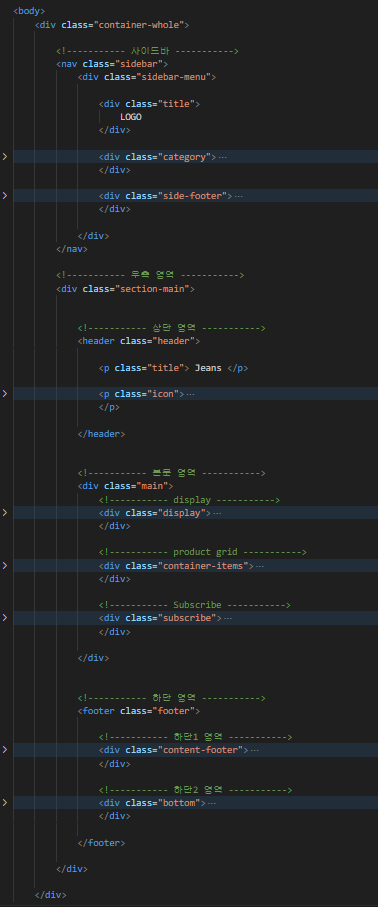 <body>
<div class="container-whole">
<!----------- 사이드바 ----------->
<nav class="sidebar">
<div class="sidebar-menu">
<div class="title">
LOGO
</div>
<div class="category">…
</div>
<div class="side-footer">…
</div>
</div>
</nav>
<!----------- 우측 영역 ----------->
<div class="section-main">
<!----------- 상단 영역 ----------->
<header class="header">
<p class="title"> Jeans </p>
<p class="icon">…
</p>
</header>
<!----------- 본문 영역 ----------->
<div class="main">
<!----------- display ----------->
<div class="display">…
</div>
<!----------- product grid ----------->
<div class="container-items">…
</div>
<!----------- Subscribe ----------->
<div class="subscribe">…
</div>
</div>
<!----------- 하단 영역 ----------->
<footer class="footer">
<!----------- 하단1 영역 ----------->
<div class="content-footer">…
</div>
<!----------- 하단2 영역 ----------->
<div class="bottom">…
</div>
</footer>
</div>
</div>